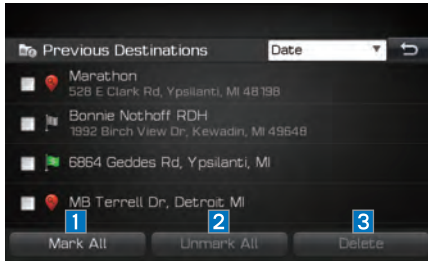 Previous Destinations
Date
Marathon
528 E Clark Rd, Ypsilanti, MI 48198
Bonnie Nothoff RDH
1992 Birch View Dr, Kewadin, MI 49648
6864 Geddes Rd, Ypsilanti, MI
MB Terrell Dr, Detroit MI
1
2
3
Mark All
Unmark All
Delete